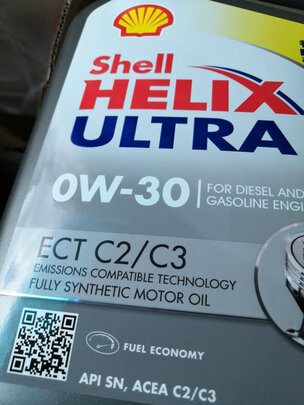 Shell
HELIX
ULTRA
0W-30
FOR DIESEL AND
GASOLINE ENGI
ECT C2/C3
EMISSIONS COMPATIBLE TECHNOLOGY
FULLY SYNTHETIC MOTOR OIL
FUEL ECONOMY
API SN, ACEA C2/C3